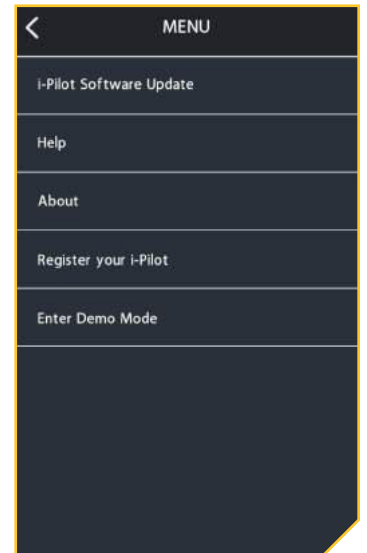 MENU
i-Pilot Software Update
Help
About
Register your i-Pilot
Enter Demo Mode